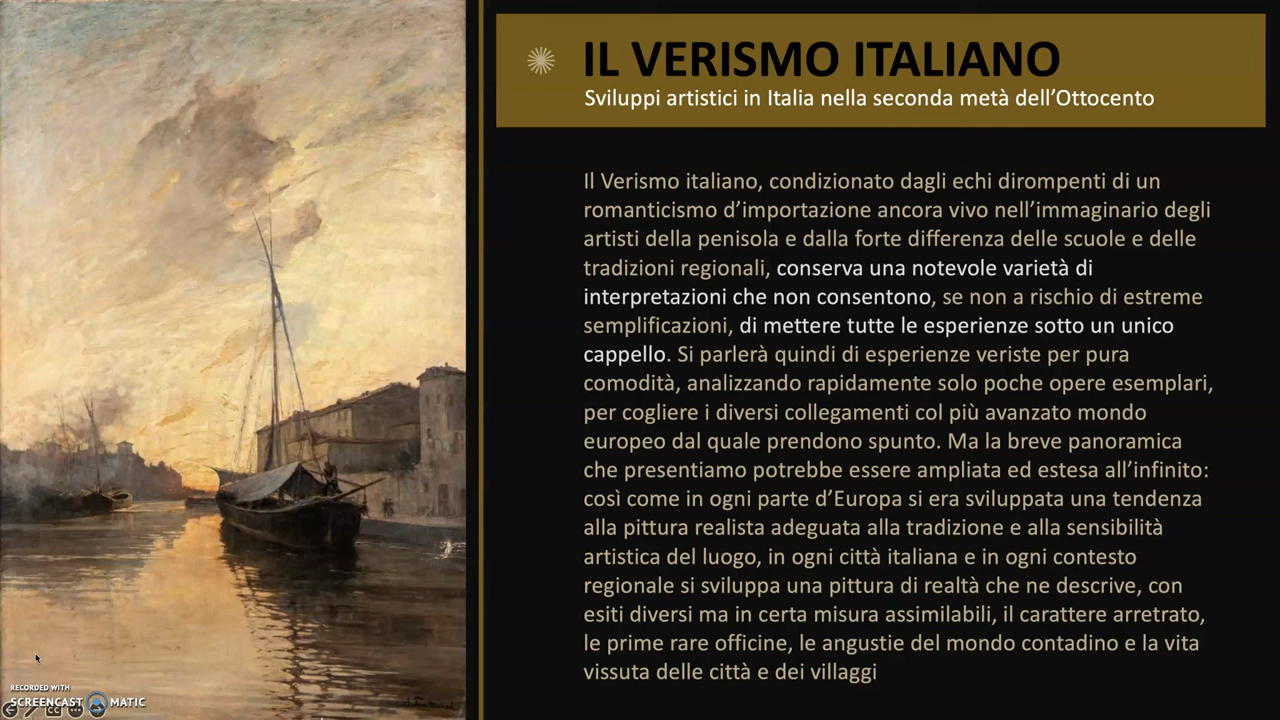 IL VERISMO ITALIANO
Sviluppi artistici in Italia nella seconda metà dell’Ottocento
Il Verismo italiano, condizionato dagli echi dirompenti di un
romanticismo d’importazione ancora vivo nell’immaginario degli
artisti della penisola e dalla forte differenza delle scuole e delle
tradizioni regionali, conserva una notevole varietà di
interpretazioni che non consentono, se non a rischio di estreme
semplificazioni, di mettere tutte le esperienze sotto un unico
cappello. Si parlerà quindi di esperienze veriste per pura
comodità, analizzando rapidamente solo poche opere esemplari,
per cogliere i diversi collegamenti col più avanzato mondo
europeo dal quale prendono spunto. Ma la breve panoramica
che presentiamo potrebbe essere ampliata ed estesa all’infinito:
così come in ogni parte d’Europa si era sviluppata una tendenza
alla pittura realista adeguata alla tradizione e alla sensibilità
artistica del luogo, in ogni città italiana e in ogni contesto
regionale si sviluppa una pittura di realtà che ne descrive, con
esiti diversi ma in certa misura assimilabili, il carattere arretrato,
le prime rare officine, le angustie del mondo contadino e la vita
vissuta delle città e dei villaggi
RECORDED WITH
SCREENCAST MATIC